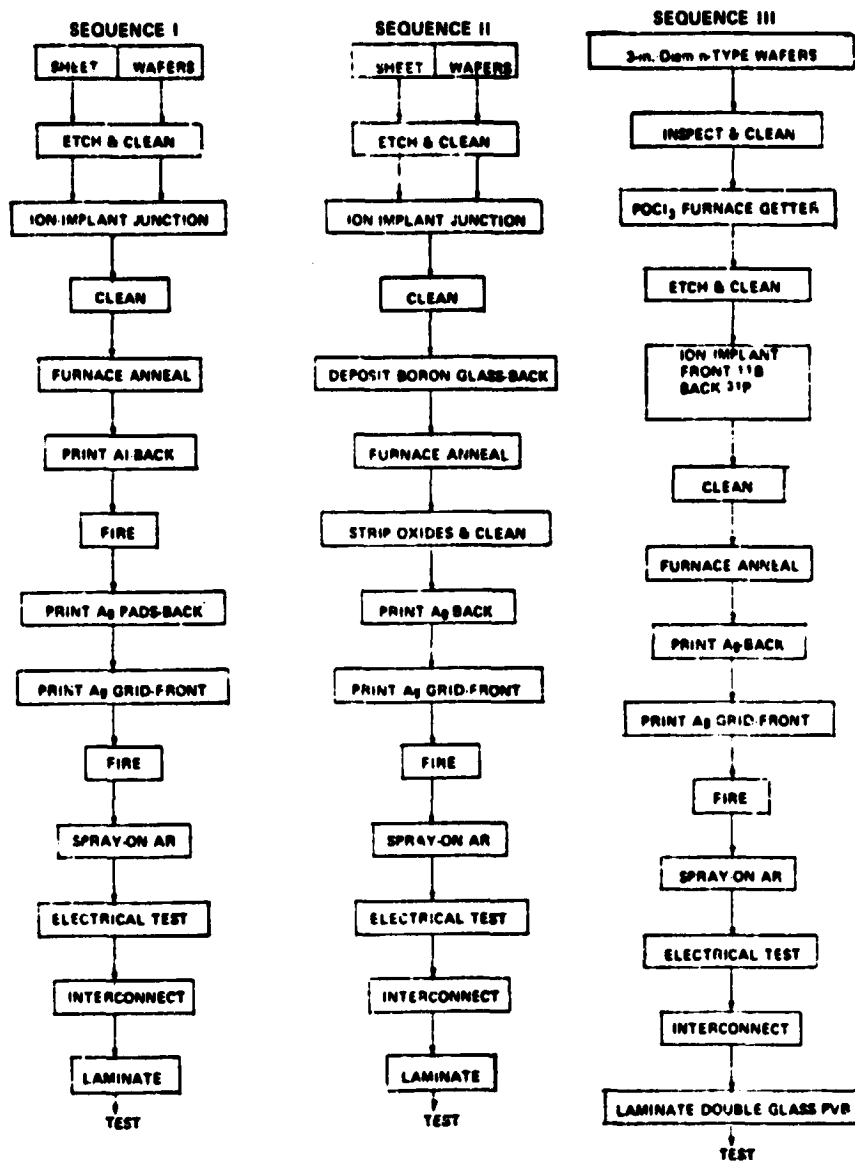 SEQUENCE I
SHEET WAFERS
ETCH & CLEAN
ION-IMPLANT JUNCTION
CLEAN
FURNACE ANNEAL
PRINT Al-BACK
FIRE
PRINT Ag PADS-BACK
PRINT Ag GRID-FRONT
FIRE
SPRAY-ON AR
ELECTRICAL TEST
INTERCONNECT
LAMINATE
TEST
SEQUENCE II
SHEET WAFERS
ETCH & CLEAN
ION IMPLANT JUNCTION
CLEAN
DEPOSIT BORON GLASS-BACK
FURNACE ANNEAL
STRIP OXIDES & CLEAN
PRINT Ag BACK
PRINT Ag GRID-FRONT
FIRE
SPRAY-ON AR
ELECTRICAL TEST
INTERCONNECT
LAMINATE
TEST
SEQUENCE III
3-in. Diam n-TYPE WAFERS
INSPECT & CLEAN
POCl3 FURNACE GETTER
ETCH & CLEAN
ION IMPLANT
FRONT 11B
BACK 31P
CLEAN
FURNACE ANNEAL
PRINT Ag-BACK
PRINT Ag GRID-FRONT
FIRE
SPRAY-ON AR
ELECTRICAL TEST
INTERCONNECT
LAMINATE DOUBLE GLASS PVB
TEST